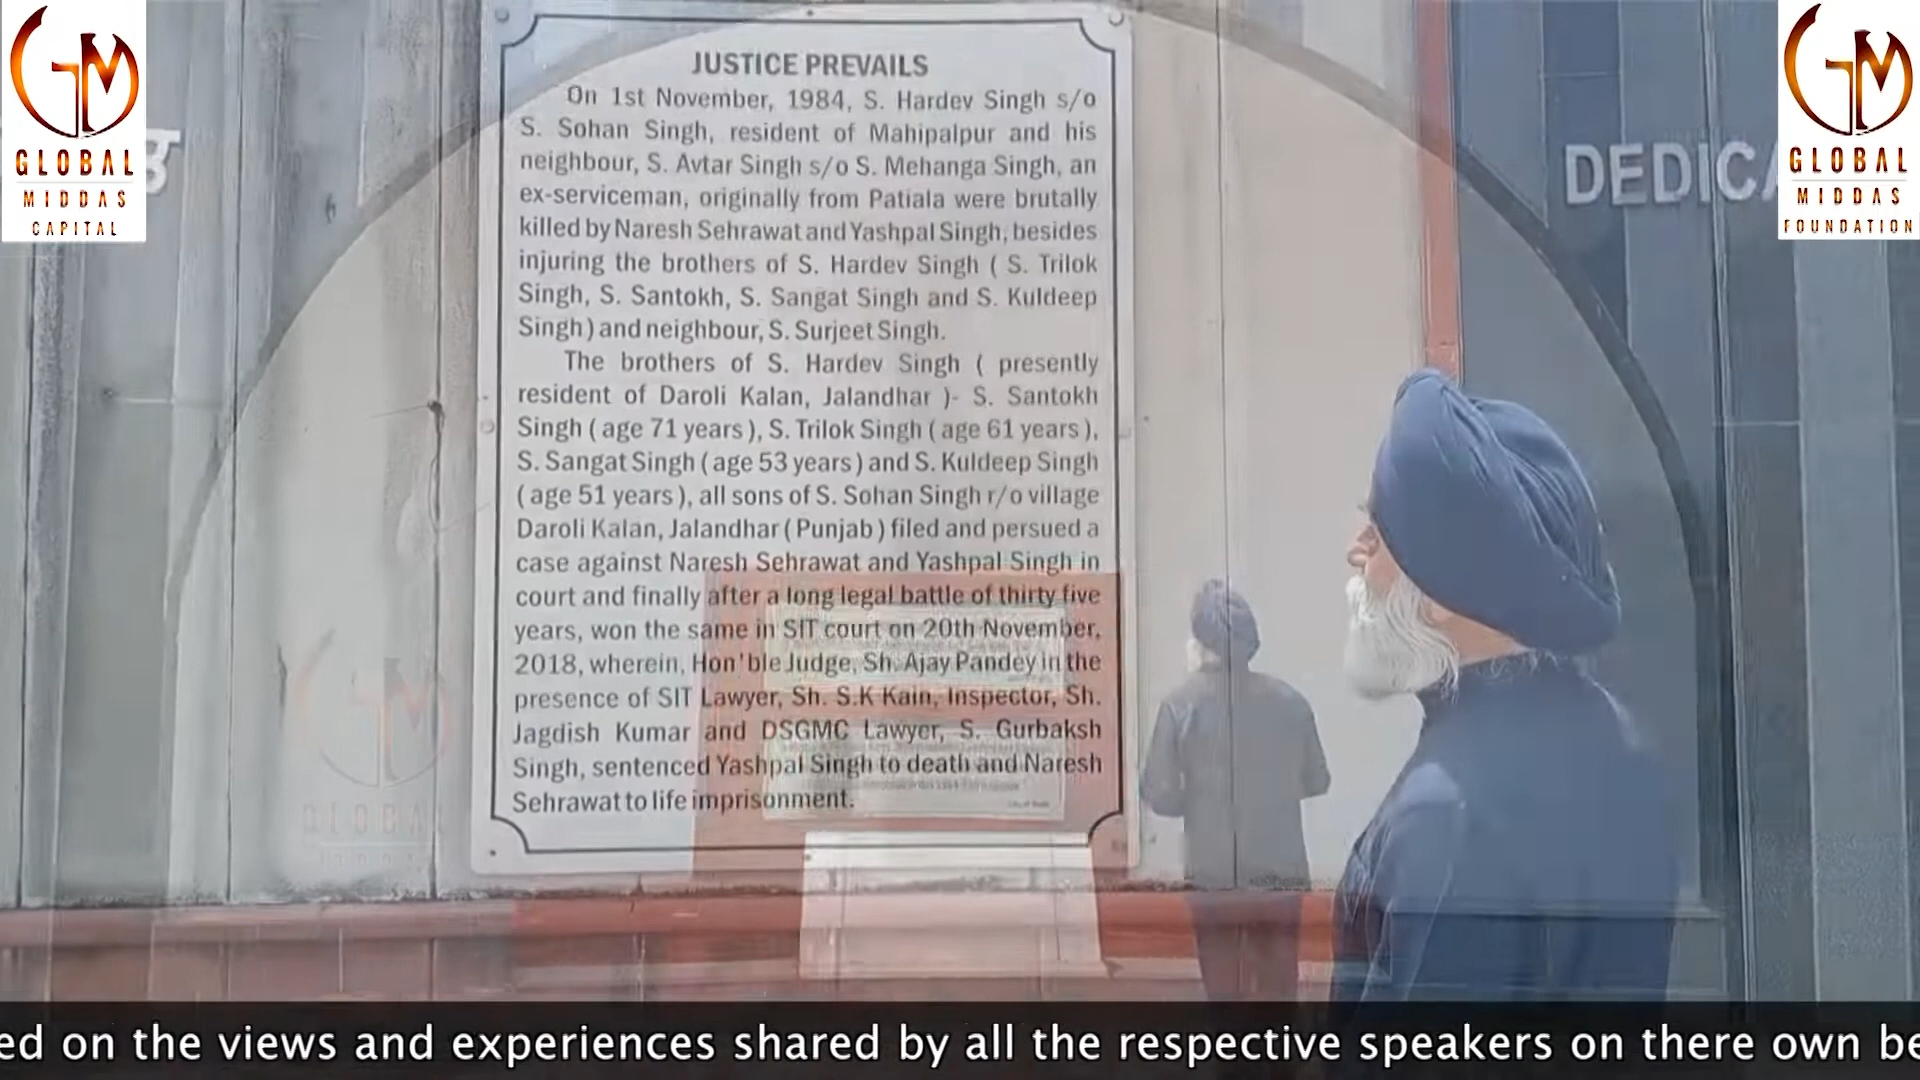 GM
GLOBAL
MIDDAS
CAPITAL
GM
GLOBAL
MIDDAS
FOUNDATION
DEDICA
JUSTICE PREVAILS
On 1st November, 1984, S. Hardev Singh s/o
S. Sohan Singh, resident of Mahipalpur and his
neighbour, S. Avtar Singh s/o S. Mehanga Singh, an
ex-serviceman, originally from Patiala were brutally
killed by Naresh Sehrawat and Yashpal Singh, besides
injuring the brothers of S. Hardev Singh ( S. Trilok
Singh, S. Santokh, S. Sangat Singh and S. Kuldeep
Singh ) and neighbour, S. Surjeet Singh.
The brothers of S. Hardev Singh ( presently
resident of Daroli Kalan, Jalandhar )- S. Santokh
Singh ( age 71 years ), S. Trilok Singh ( age 61 years ),
S. Sangat Singh ( age 53 years ) and S. Kuldeep Singh
( age 51 years ), all sons of S. Sohan Singh r/o village
Daroli Kalan, Jalandhar ( Punjab ) filed and persued a
case against Naresh Sehrawat and Yashpal Singh in
court and finally after a long legal battle of thirty five
years, won the same in SIT court on 20th November,
2018, wherein, Hon'ble Judge, Sh. Ajay Pandey in the
presence of SIT Lawyer, Sh. S.K Kain, Inspector, Sh.
Jagdish Kumar and DSGMC Lawyer, S. Gurbaksh
Singh, sentenced Yashpal Singh to death and Naresh
Sehrawat to life imprisonment.
GLOBAL
ed on the views and experiences shared by all the respective speakers on there own be